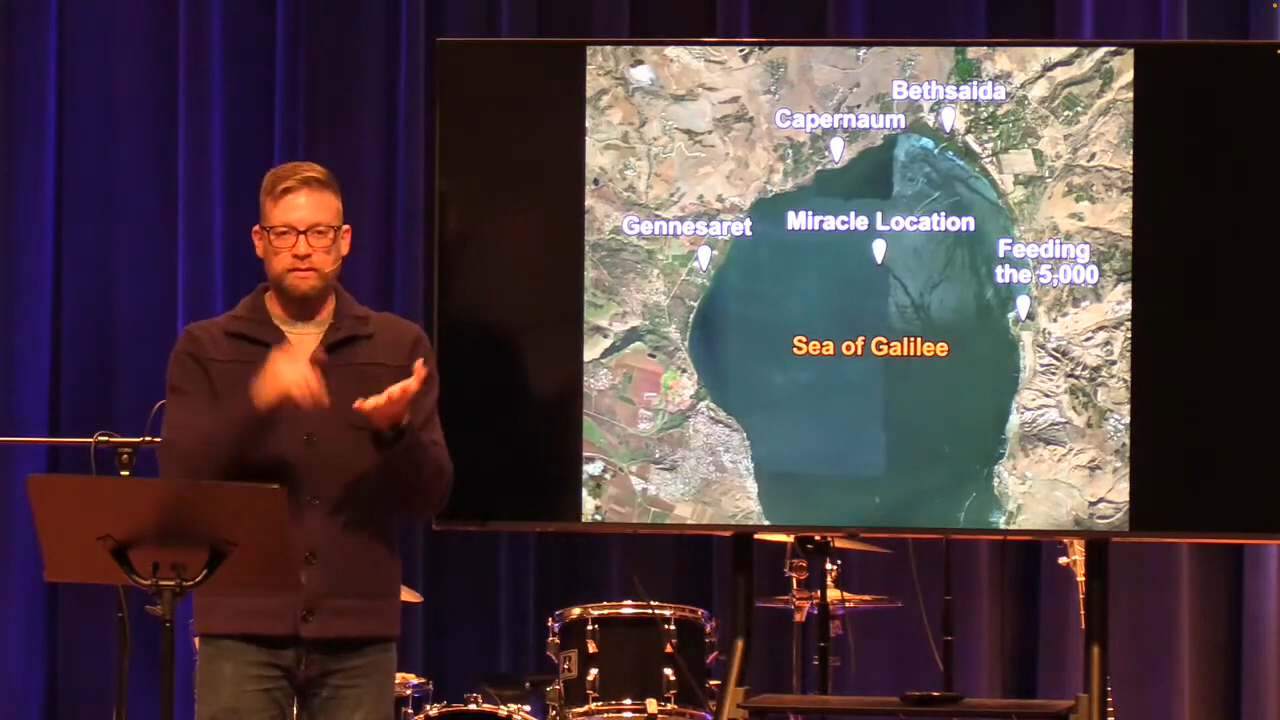 Bethsaida
Capernaum
Gennesaret
Miracle Location
Feeding
the 5,000
Sea of Galilee